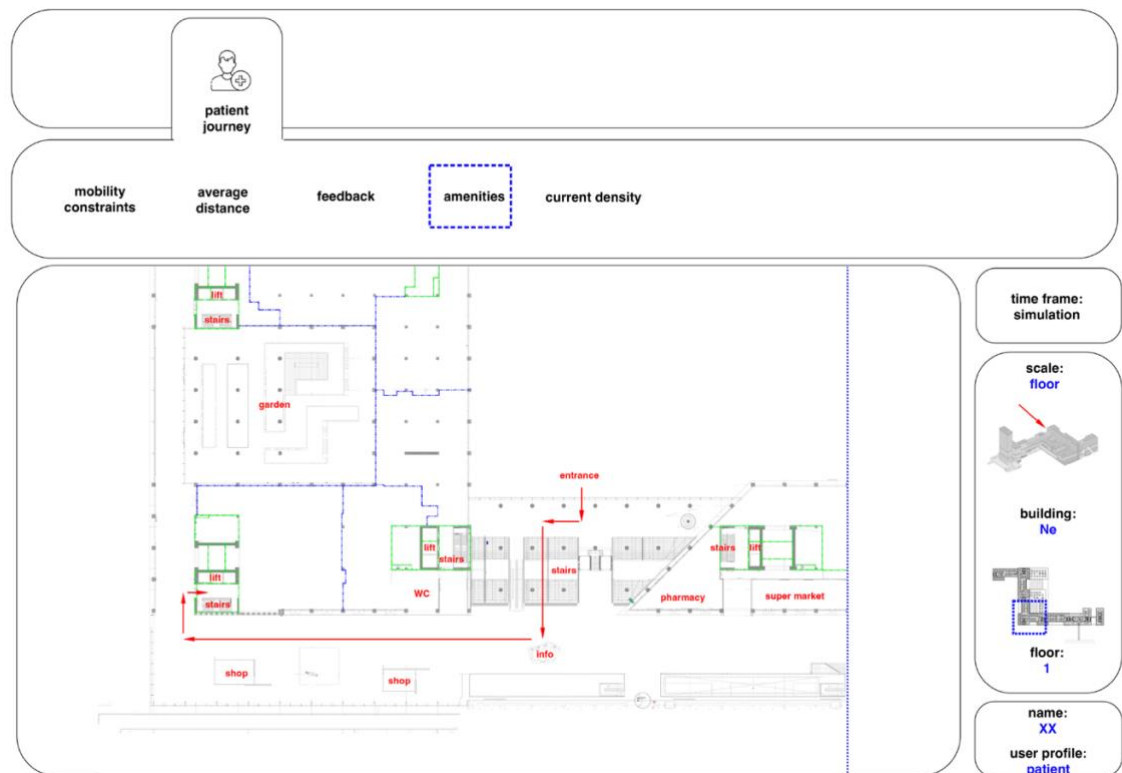 patient
journey
mobility
constraints
average
distance
feedback
amenities
current density
lift
stairs
garden
entrance
lift
stairs
stairs
stairs
lift
lift
stairs
WC
pharmacy
super market
info
shop
shop
time frame:
simulation
scale:
floor
building:
Ne
floor:
1
name:
XX
user profile:
patient